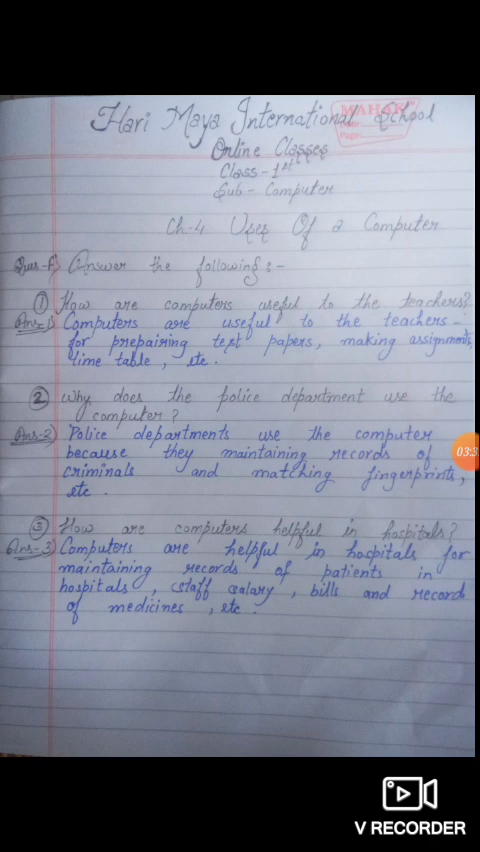 Hari Maya International School
MAHAK
Page:
Online Classes
Class-1st
Sub- Computer
Ch-4 Uses Of a Computer
Answer the following :-
① How are computers useful to the teachers?
Ans-1) Computers are useful to the teachers-
for prepairing text papers, making assignments,
time table, etc.
② Why does the police department use the
computer?
Ans-2) Police departments use the computer
because they maintaining records of
criminals and matching fingerprints,
etc.
③ How are computers helpful in hospitals?
Ans-3) Computers are helpful in hospitals for
maintaining records of patients in
hospitals, staff salary, bills and record
of medicines, etc.
03:3
V RECORDER